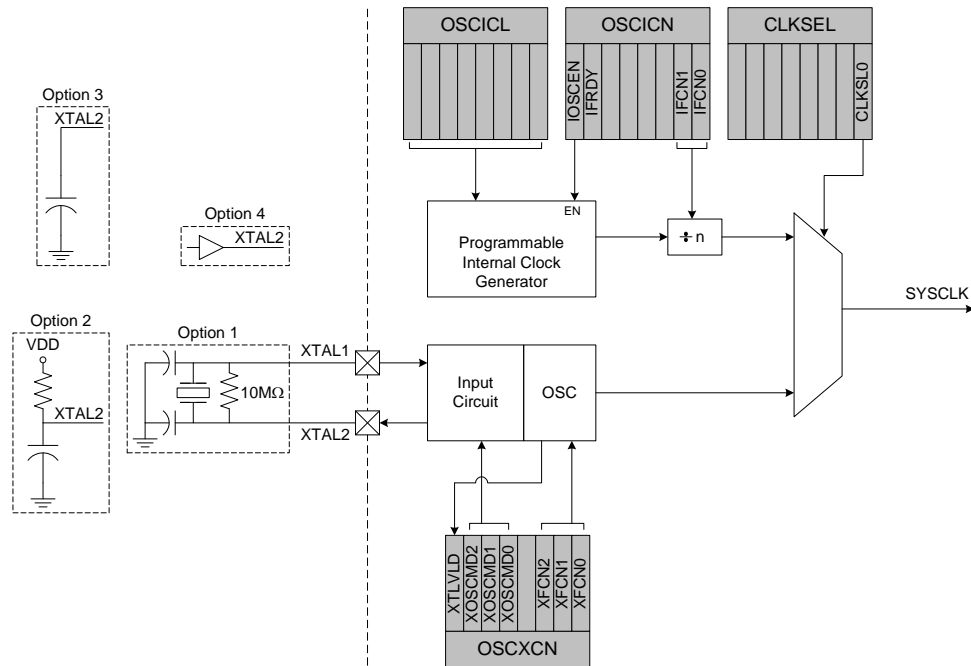 OSCICL
OSCICN
CLKSEL
IOSCEN
IFRDY
IFCN1
IFCN0
CLKSL0
Option 3
XTAL2
Option 4
XTAL2
EN
Programmable
Internal Clock
Generator
÷ n
SYSCLK
Option 2
VDD
XTAL2
Option 1
10MΩ
XTAL1
XTAL2
Input
Circuit
OSC
XTLVLD
XOSCMD2
XOSCMD1
XOSCMD0
XFCN2
XFCN1
XFCN0
OSCXCN